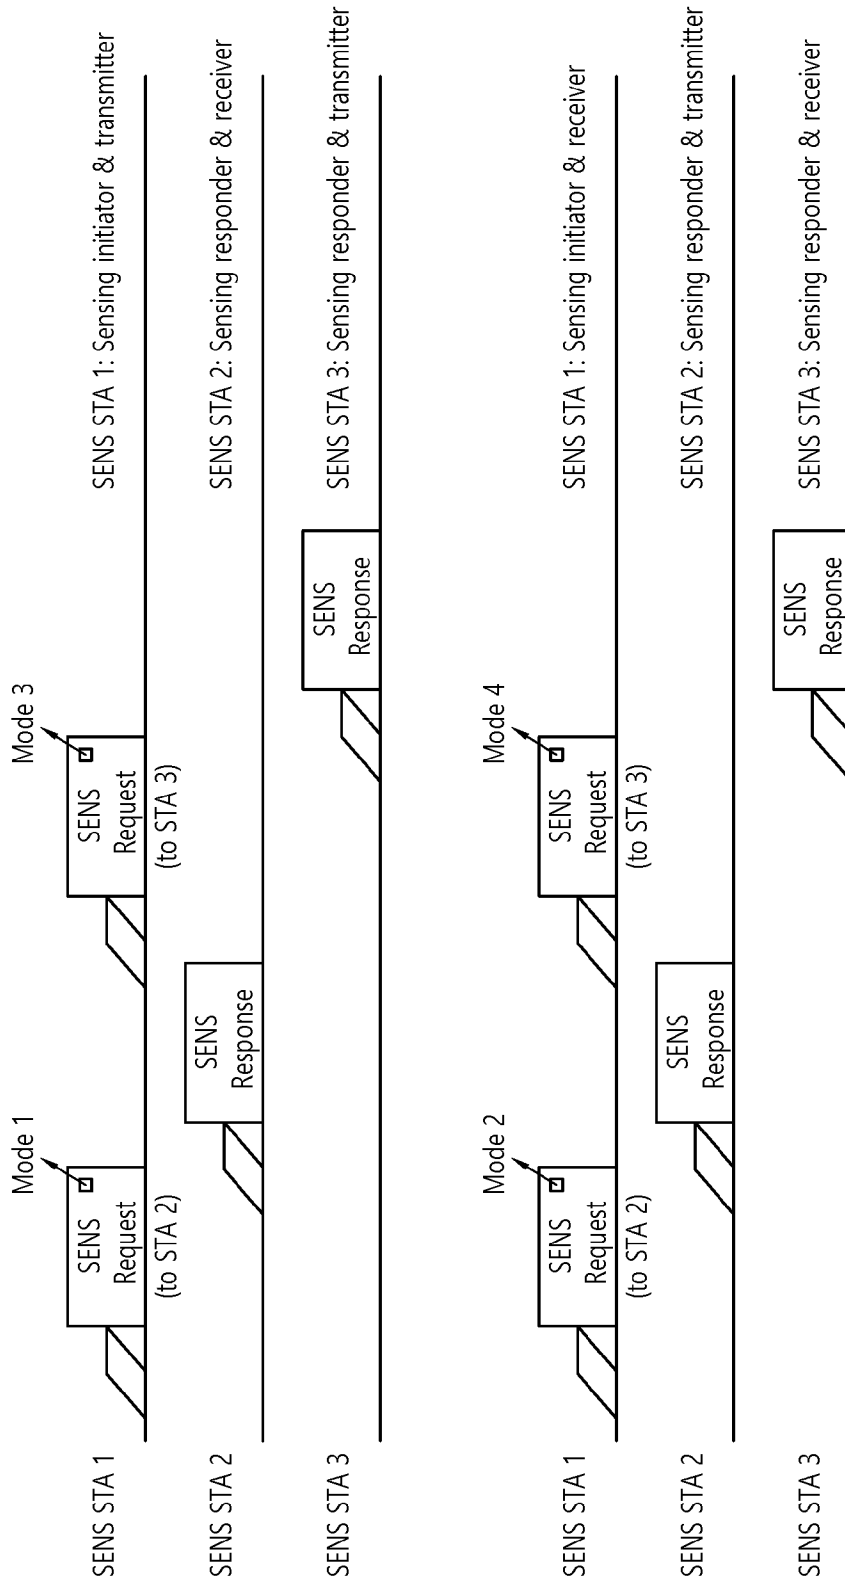 Mode 1
Mode 3
SENS STA 1
SENS
Request
(to STA 2)
SENS
Request
(to STA 3)
SENS STA 1: Sensing initiator & transmitter
SENS STA 2
SENS
Response
SENS STA 2: Sensing responder & receiver
SENS STA 3
SENS
Response
SENS STA 3: Sensing responder & transmitter
Mode 2
Mode 4
SENS STA 1
SENS
Request
(to STA 2)
SENS
Request
(to STA 3)
SENS STA 1: Sensing initiator & receiver
SENS STA 2
SENS
Response
SENS STA 2: Sensing responder & transmitter
SENS STA 3
SENS
Response
SENS STA 3: Sensing responder & receiver